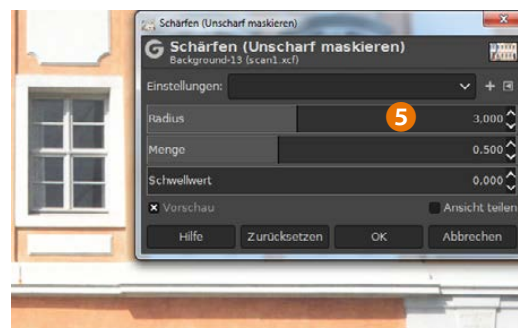 Schärfen (Unscharf maskieren)
Schärfen (Unscharf maskieren)
Background-13 (scan1.xcf)
Einstellungen:
Radius 5 3,000
Menge 0.500
Schwellwert 0,000
Vorschau Ansicht teilen
Hilfe Zurücksetzen OK Abbrechen